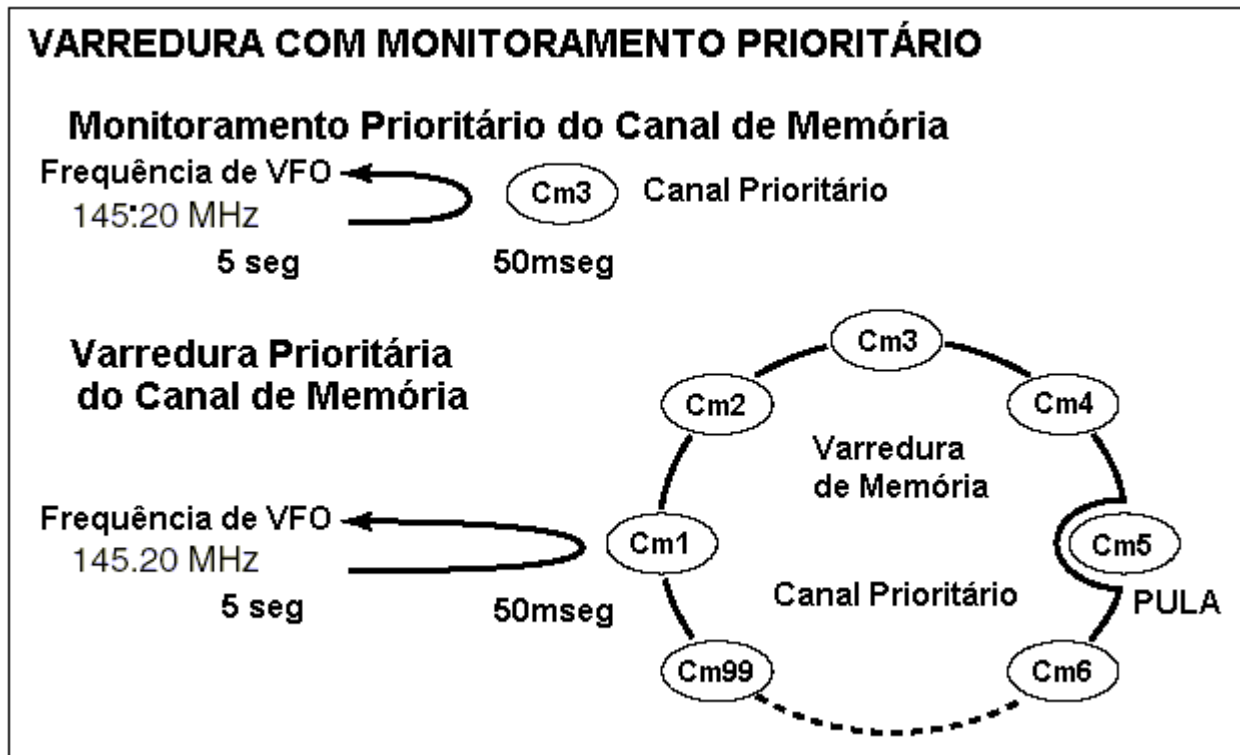 VARREDURA COM MONITORAMENTO PRIORITÁRIO
Monitoramento Prioritário do Canal de Memória
Frequência de VFO
145.20 MHz
Cm3
Canal Prioritário
5 seg
50mseg
Varredura Prioritária
do Canal de Memória
Cm3
Cm2
Cm4
Varredura
de Memória
Frequência de VFO
145.20 MHz
Cm1
Cm5
5 seg
50mseg
Canal Prioritário
PULA
Cm99
Cm6